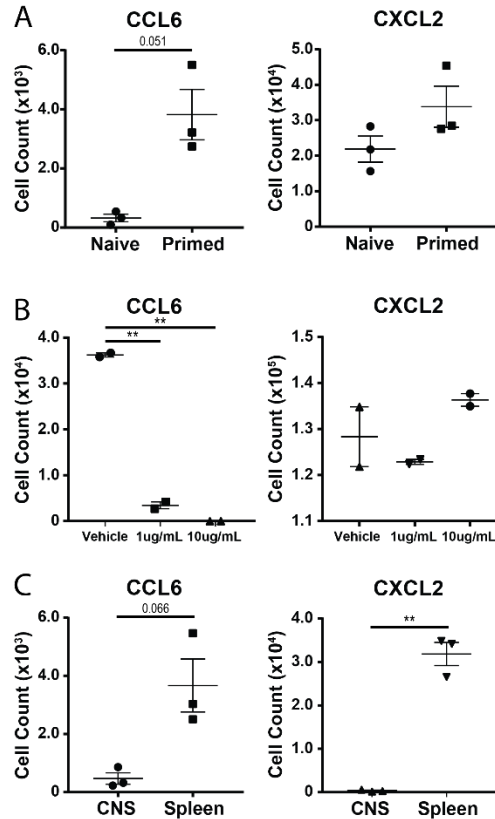 A
CCL6
0.051
Cell Count (x10³)
6.0
4.0
2.0
0
Naive Primed
CXCL2
Cell Count (x10⁴)
5.0
4.0
3.0
2.0
1.0
0
Naive Primed
B
CCL6
**
**
Cell Count (x10⁴)
4.0
3.0
2.0
1.0
0
Vehicle 1ug/mL 10ug/mL
CXCL2
Cell Count (x10⁵)
1.5
1.4
1.3
1.2
1.1
Vehicle 1ug/mL 10ug/mL
C
CCL6
0.066
Cell Count (x10³)
6.0
4.0
2.0
0
CNS Spleen
CXCL2
**
Cell Count (x10⁴)
4.0
3.0
2.0
1.0
0
CNS Spleen